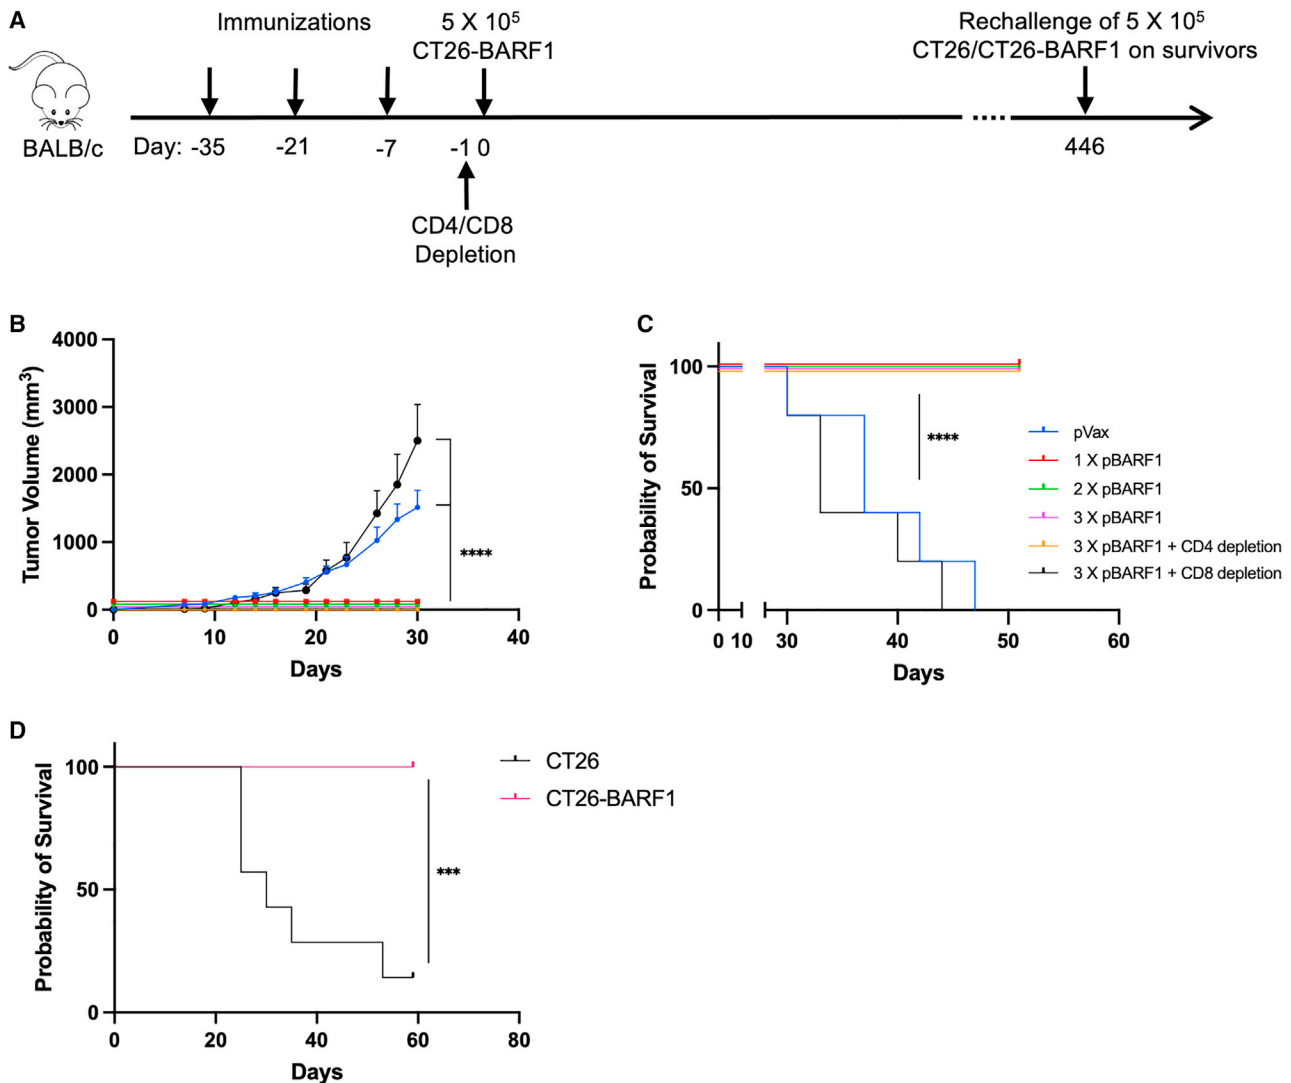 A
Immunizations
5 X 10⁵
CT26-BARF1
Rechallenge of 5 X 10⁵
CT26/CT26-BARF1 on survivors
BALB/c
Day: -35 -21 -7 -1 0 446
CD4/CD8
Depletion
B
Tumor Volume (mm³)
4000
3000
2000
1000
0
0 10 20 30 40
Days
****
C
Probability of Survival
100
50
0
0 10 30 40 50 60
Days
****
pVax
1 X pBARF1
2 X pBARF1
3 X pBARF1
3 X pBARF1 + CD4 depletion
3 X pBARF1 + CD8 depletion
D
Probability of Survival
100
50
0
0 20 40 60 80
Days
***
CT26
CT26-BARF1